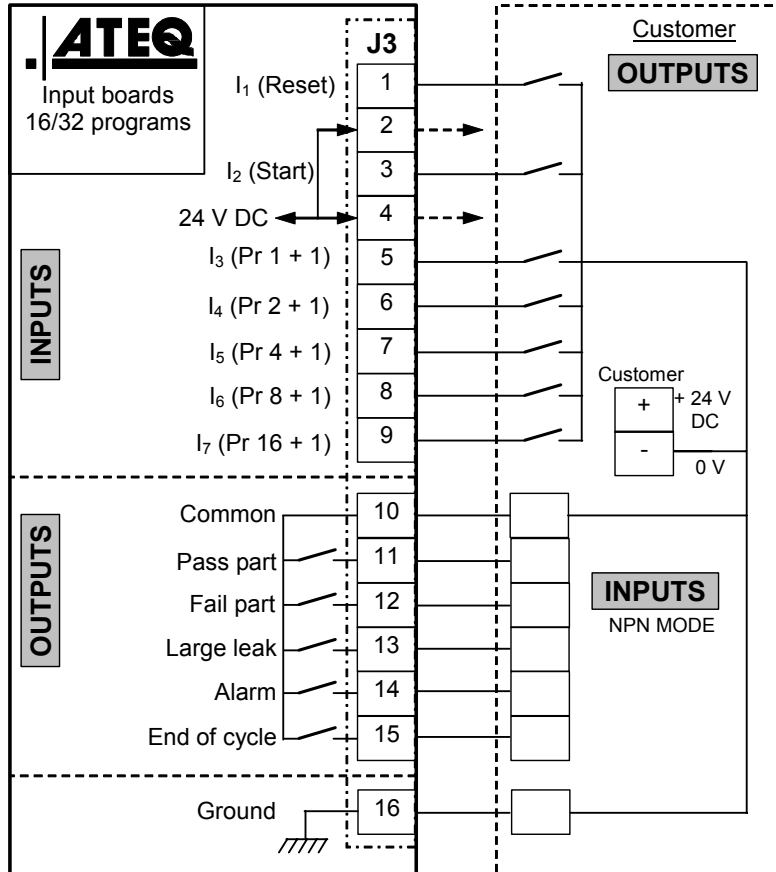 ATEQ
Input boards
16/32 programs
J3
Customer
OUTPUTS
I1 (Reset)
1
2
I2 (Start)
3
24 V DC
4
I3 (Pr 1 + 1)
5
I4 (Pr 2 + 1)
6
I5 (Pr 4 + 1)
7
I6 (Pr 8 + 1)
8
I7 (Pr 16 + 1)
9
INPUTS
Customer
+
+ 24 V
DC
-
0 V
OUTPUTS
Common
10
Pass part
11
Fail part
12
Large leak
13
Alarm
14
End of cycle
15
INPUTS
NPN MODE
Ground
16